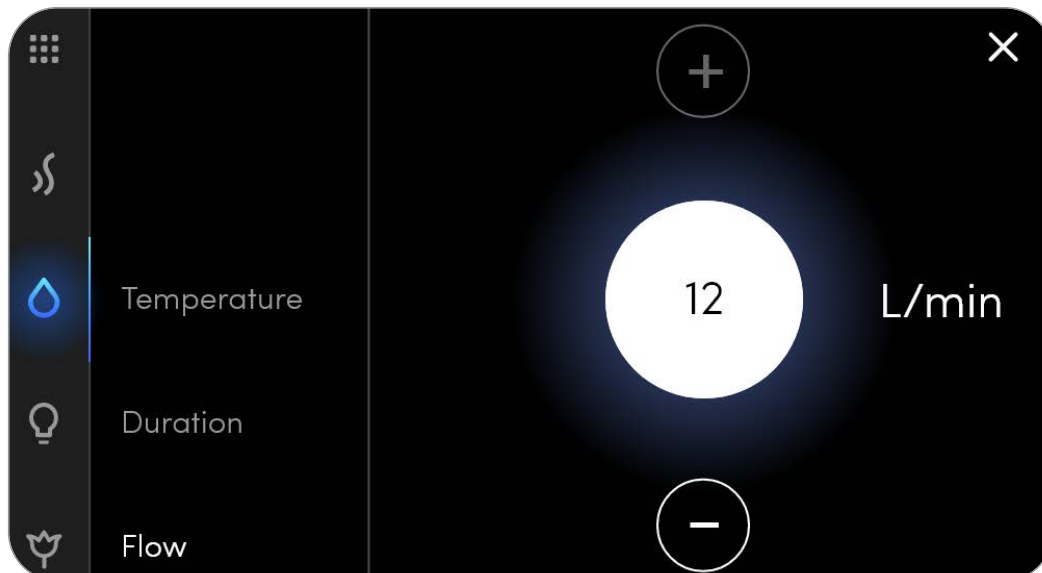 Temperature
Duration
Flow
+
12
L/min
−